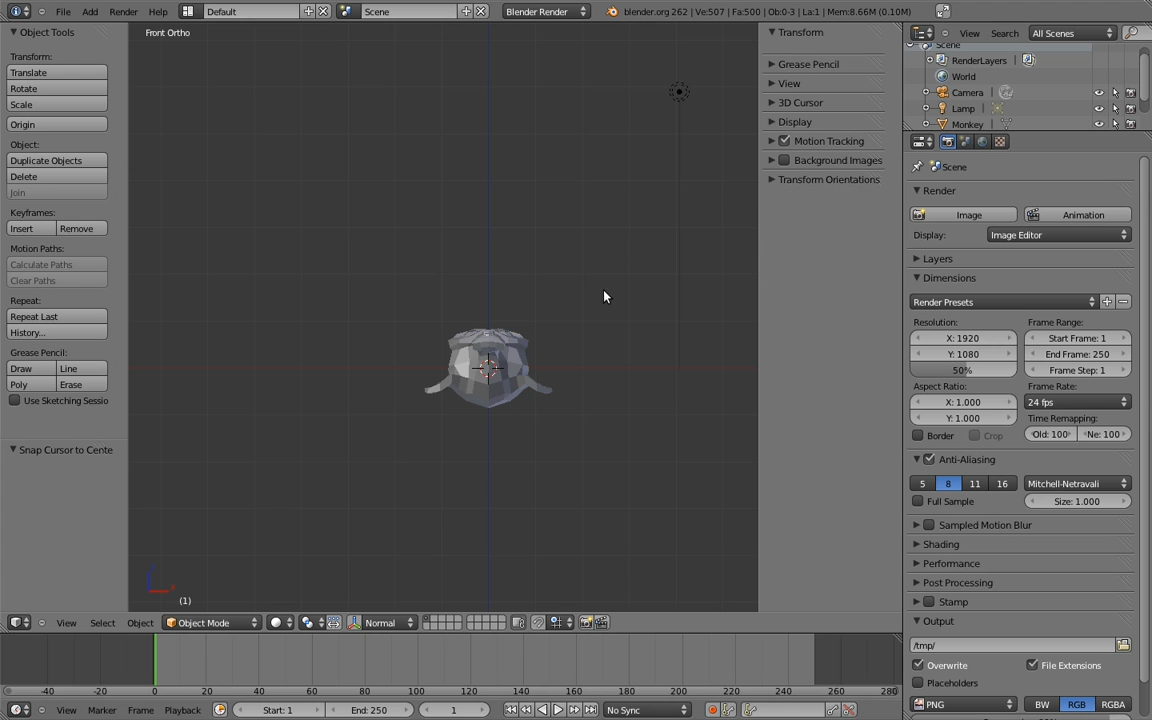 File Add Render Help Default Scene Blender Render blender.org 262 | Ve:507 | Fa:500 | Ob:0-3 | La:1 | Mem:8.66M (0.10M)
Object Tools
Transform:
Translate
Rotate
Scale
Origin
Object:
Duplicate Objects
Delete
Join
Keyframes:
Insert Remove
Motion Paths:
Calculate Paths
Clear Paths
Repeat:
Repeat Last
History...
Grease Pencil:
Draw Line
Poly Erase
Use Sketching Sessio
Snap Cursor to Cente
Front Ortho
(1)
Transform
Grease Pencil
View
3D Cursor
Display
Motion Tracking
Background Images
Transform Orientations
View Search All Scenes
Scene
RenderLayers |
World
Camera |
Lamp |
Monkey |
Scene
Render
Image Animation
Display: Image Editor
Layers
Dimensions
Render Presets
Resolution: Frame Range:
X: 1920 Start Frame: 1
Y: 1080 End Frame: 250
50% Frame Step: 1
Aspect Ratio: Frame Rate:
X: 1.000 24 fps
Y: 1.000 Time Remapping:
Border Crop Old: 100 Ne: 100
Anti-Aliasing
5 8 11 16 Mitchell-Netravali
Full Sample Size: 1.000
Sampled Motion Blur
Shading
Performance
Post Processing
Stamp
Output
/tmp/
Overwrite File Extensions
Placeholders
PNG BW RGB RGBA
View Select Object Object Mode Normal
-40 -20 0 20 40 60 80 100 120 140 160 180 200 220 240 260 280
View Marker Frame Playback Start: 1 End: 250 1 No Sync